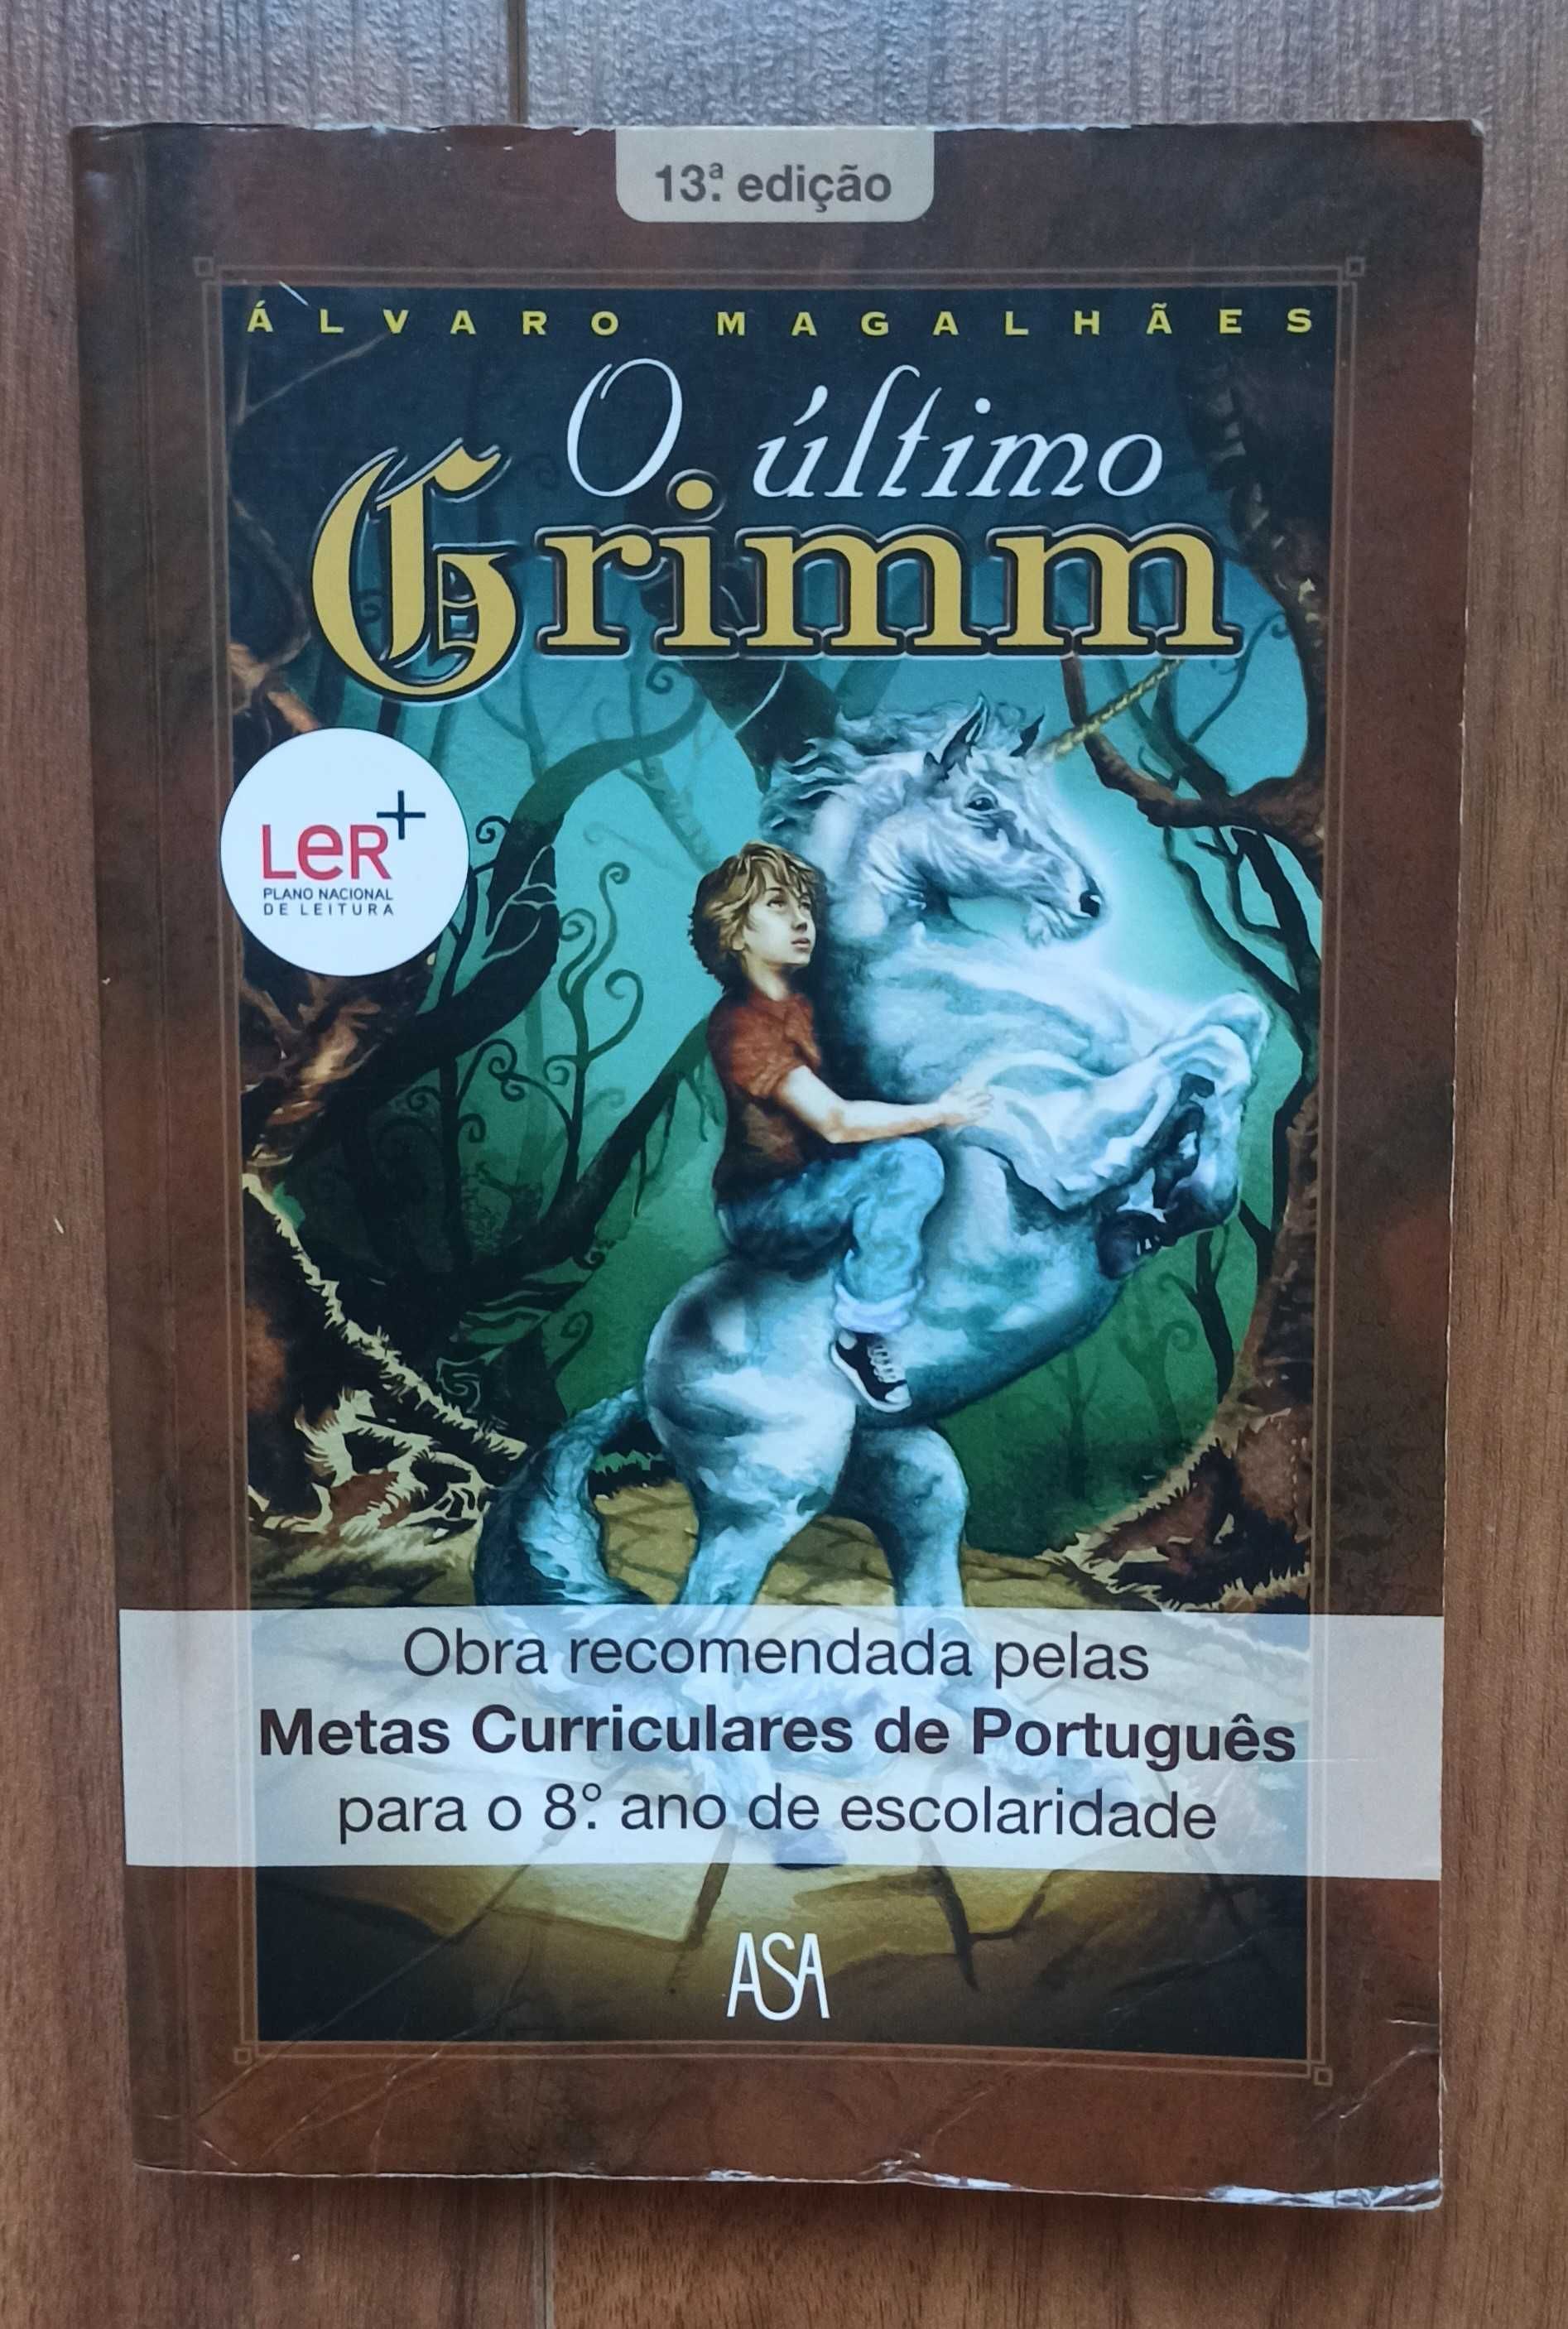 13.ª edição
ÁLVARO MAGALHÃES
O último
Grimm
LeR+
PLANO NACIONAL
DE LEITURA
Obra recomendada pelas
Metas Curriculares de Português
para o 8.º ano de escolaridade
ASA